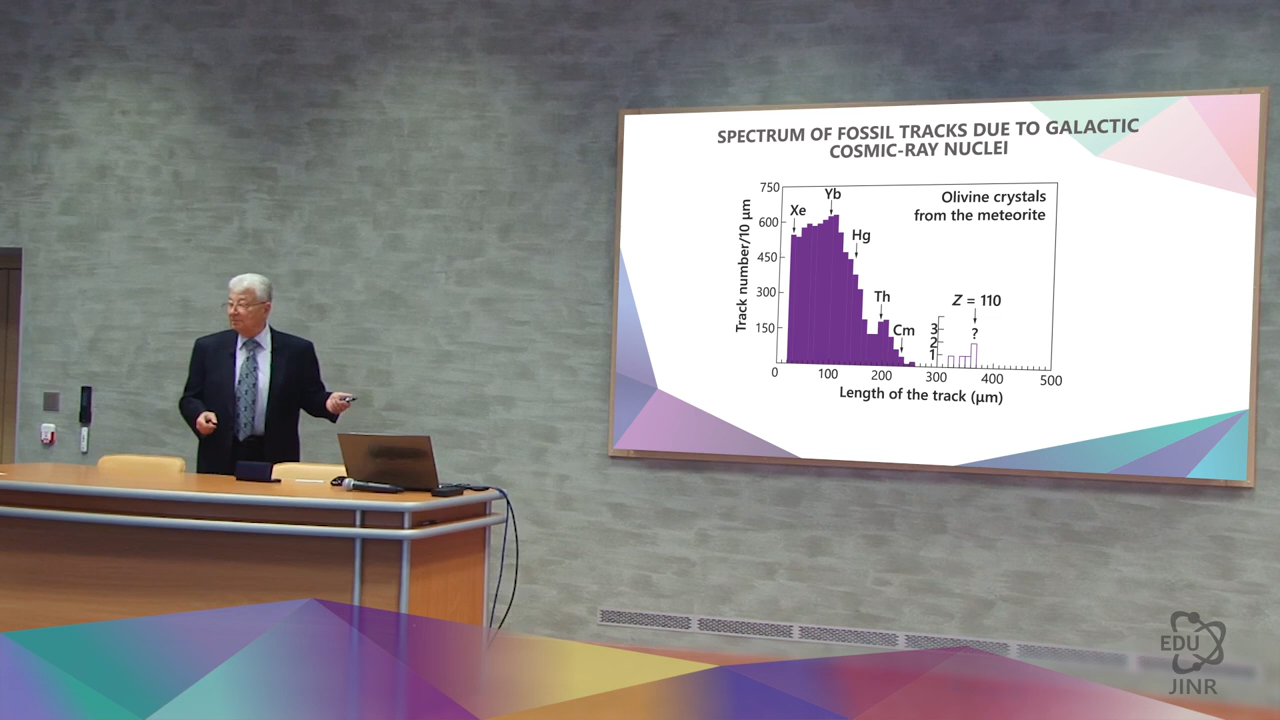 SPECTRUM OF FOSSIL TRACKS DUE TO GALACTIC
COSMIC-RAY NUCLEI
Olivine crystals
from the meteorite
Track number/10 µm
750
600
450
300
150
Xe
Yb
Hg
Th
Cm
Z = 110
?
3
2
1
0
100
200
300
400
500
Length of the track (µm)
EDU
JINR